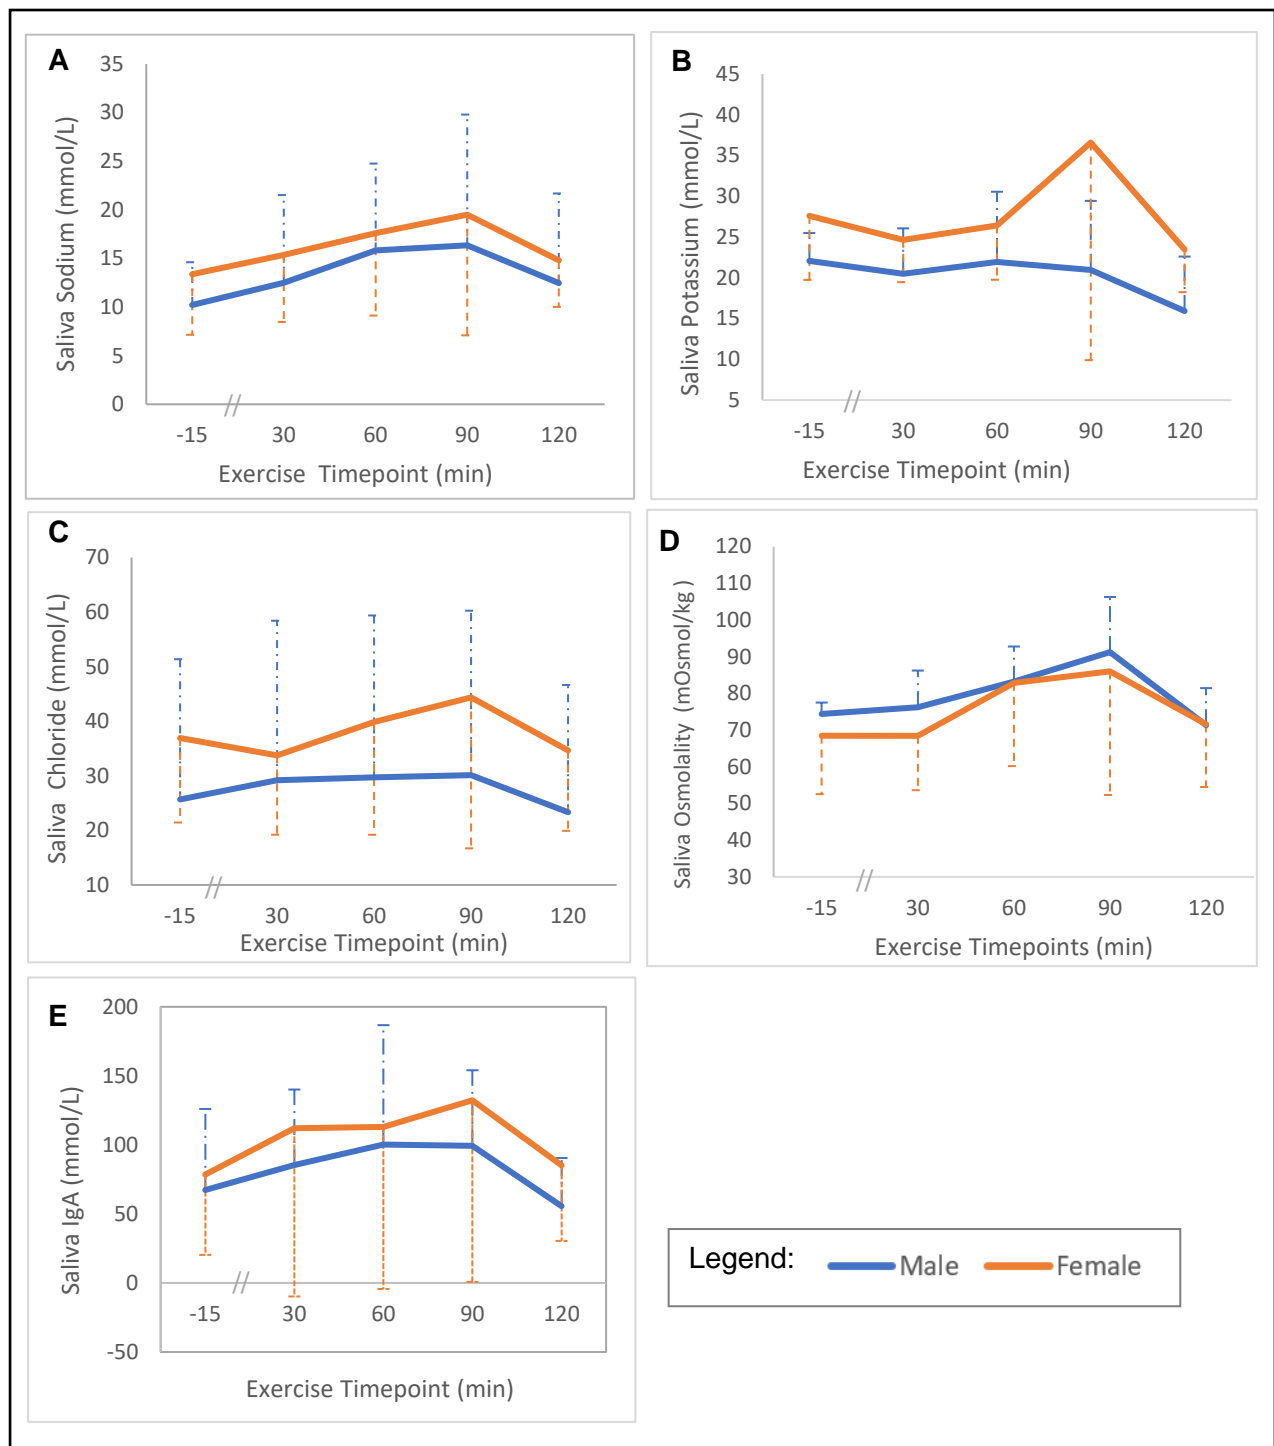 A
Saliva Sodium (mmol/L)
35
30
25
20
15
10
5
0
-15 30 60 90 120
Exercise Timepoint (min)
B
Saliva Potassium (mmol/L)
45
40
35
30
25
20
15
10
5
-15 30 60 90 120
Exercise Timepoint (min)
C
Saliva Chloride (mmol/L)
70
60
50
40
30
20
10
-15 30 60 90 120
Exercise Timepoint (min)
D
Saliva Osmolality (mOsmol/kg )
120
110
100
90
80
70
60
50
40
30
-15 30 60 90 120
Exercise Timepoints (min)
E
Saliva IgA (mmol/L)
200
150
100
50
0
-50
-15 30 60 90 120
Exercise Timepoint (min)
Legend: Male Female